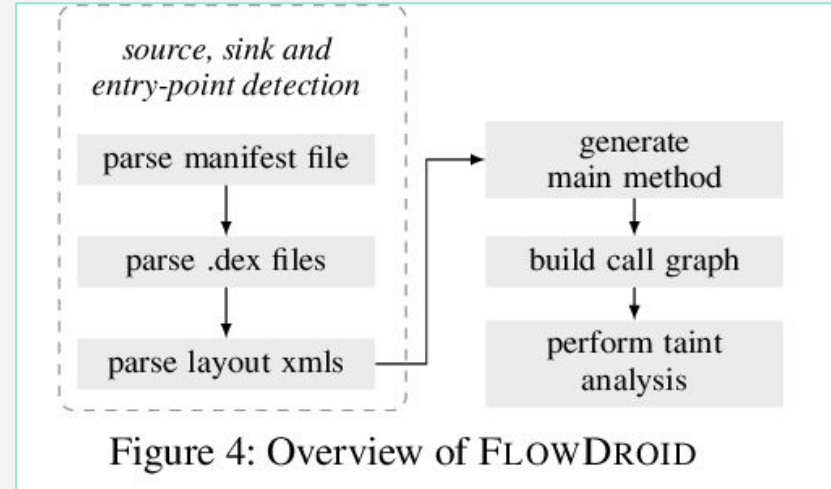 source, sink and
entry-point detection
parse manifest file
parse .dex files
parse layout xmls
generate
main method
build call graph
perform taint
analysis
Figure 4: Overview of FLOWDROID